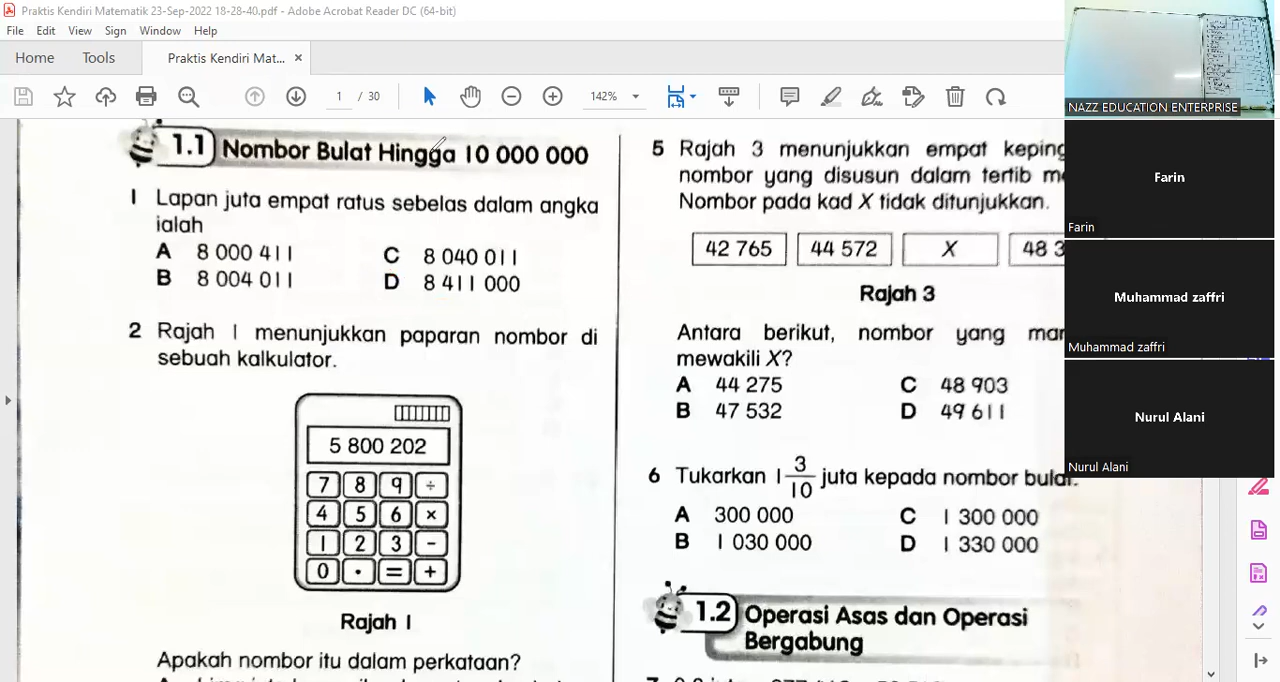 Praktis Kendiri Matematik 23-Sep-2022 18-28-40.pdf - Adobe Acrobat Reader DC (64-bit)
File Edit View Sign Window Help
Home Tools Praktis Kendiri Mat... ×
1 / 30 142%
1.1 Nombor Bulat Hingga 10 000 000
1 Lapan juta empat ratus sebelas dalam angka
ialah
A 8 000 411 C 8 040 011
B 8 004 011 D 8 411 000
2 Rajah 1 menunjukkan paparan nombor di
sebuah kalkulator.
5 800 202
7 8 9 ÷
4 5 6 ×
1 2 3 −
0 . = +
Rajah 1
Apakah nombor itu dalam perkataan?
5 Rajah 3 menunjukkan empat keping
nombor yang disusun dalam tertib
Nombor pada kad X tidak ditunjukkan.
42 765 44 572 X 48 3
Rajah 3
Antara berikut, nombor yang
mewakili X?
A 44 275 C 48 903
B 47 532 D 49 611
6 Tukarkan 1 3/10 juta kepada nombor bulat.
A 300 000 C 1 300 000
B 1 030 000 D 1 330 000
1.2 Operasi Asas dan Operasi
Bergabung
NAZZ EDUCATION ENTERPRISE
Farin
Farin
Muhammad zaffri
Muhammad zaffri
Nurul Alani
Nurul Alani